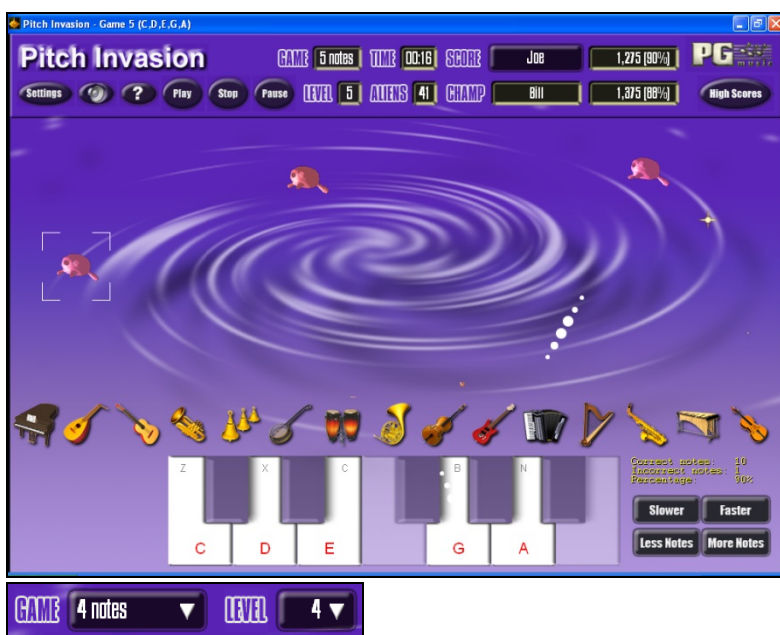 Pitch Invasion - Game 5 (C,D,E,G,A)
Pitch Invasion GAME 5 notes TIME 00:16 SCORE Joe 1,275 (90%) PG music
Settings ? Play Stop Pause LEVEL 5 ALIENS 41 CHAMP Bill 1,375 (88%) High Scores
Z X C B N
C D E G A
Correct notes: 10
Incorrect notes: 1
Percentage: 90%
Slower Faster
Less Notes More Notes
GAME 4 notes LEVEL 4